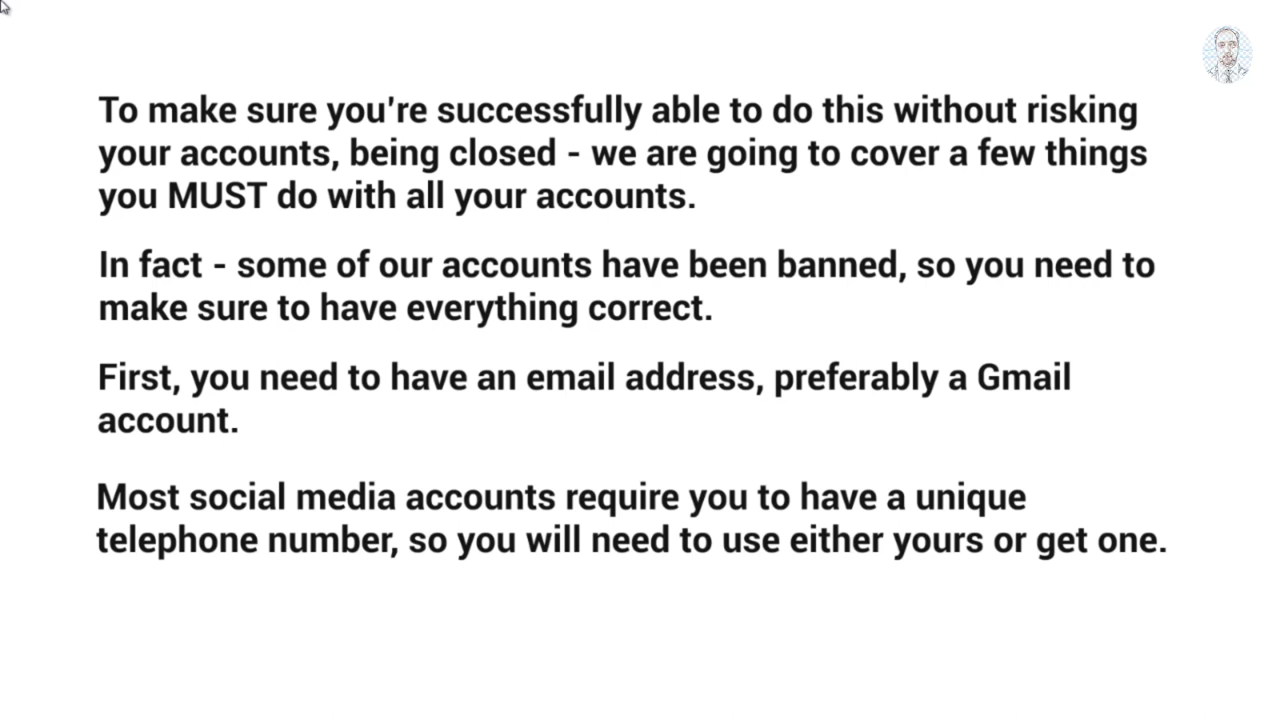 To make sure you're successfully able to do this without risking
your accounts, being closed - we are going to cover a few things
you MUST do with all your accounts.
In fact - some of our accounts have been banned, so you need to
make sure to have everything correct.
First, you need to have an email address, preferably a Gmail
account.
Most social media accounts require you to have a unique
telephone number, so you will need to use either yours or get one.